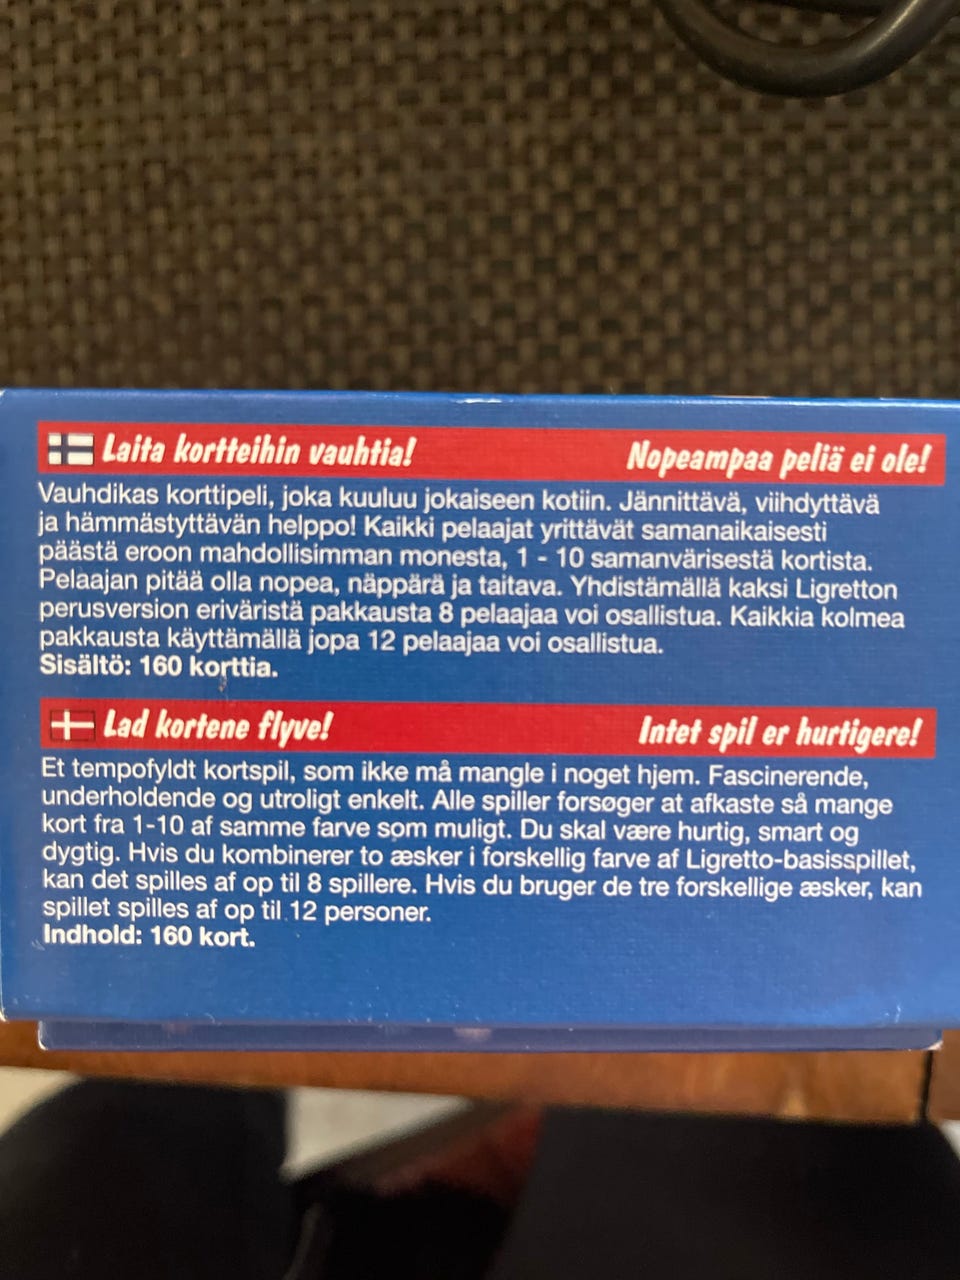 Laita kortteihin vauhtia! Nopeampaa peliä ei ole!
Vauhdikas korttipeli, joka kuuluu jokaiseen kotiin. Jännittävä, viihdyttävä
ja hämmästyttävän helppo! Kaikki pelaajat yrittävät samanaikaisesti
päästä eroon mahdollisimman monesta, 1 - 10 samanvärisestä kortista.
Pelaajan pitää olla nopea, näppärä ja taitava. Yhdistämällä kaksi Ligretton
perusversion eriväristä pakkausta 8 pelaajaa voi osallistua. Kaikkia kolmea
pakkausta käyttämällä jopa 12 pelaajaa voi osallistua.
Sisältö: 160 korttia.
Lad kortene flyve! Intet spil er hurtigere!
Et tempofyldt kortspil, som ikke må mangle i noget hjem. Fascinerende,
underholdende og utroligt enkelt. Alle spiller forsøger at afkaste så mange
kort fra 1-10 af samme farve som muligt. Du skal være hurtig, smart og
dygtig. Hvis du kombinerer to æsker i forskellig farve af Ligretto-basisspillet,
kan det spilles af op til 8 spillere. Hvis du bruger de tre forskellige æsker, kan
spillet spilles af op til 12 personer.
Indhold: 160 kort.